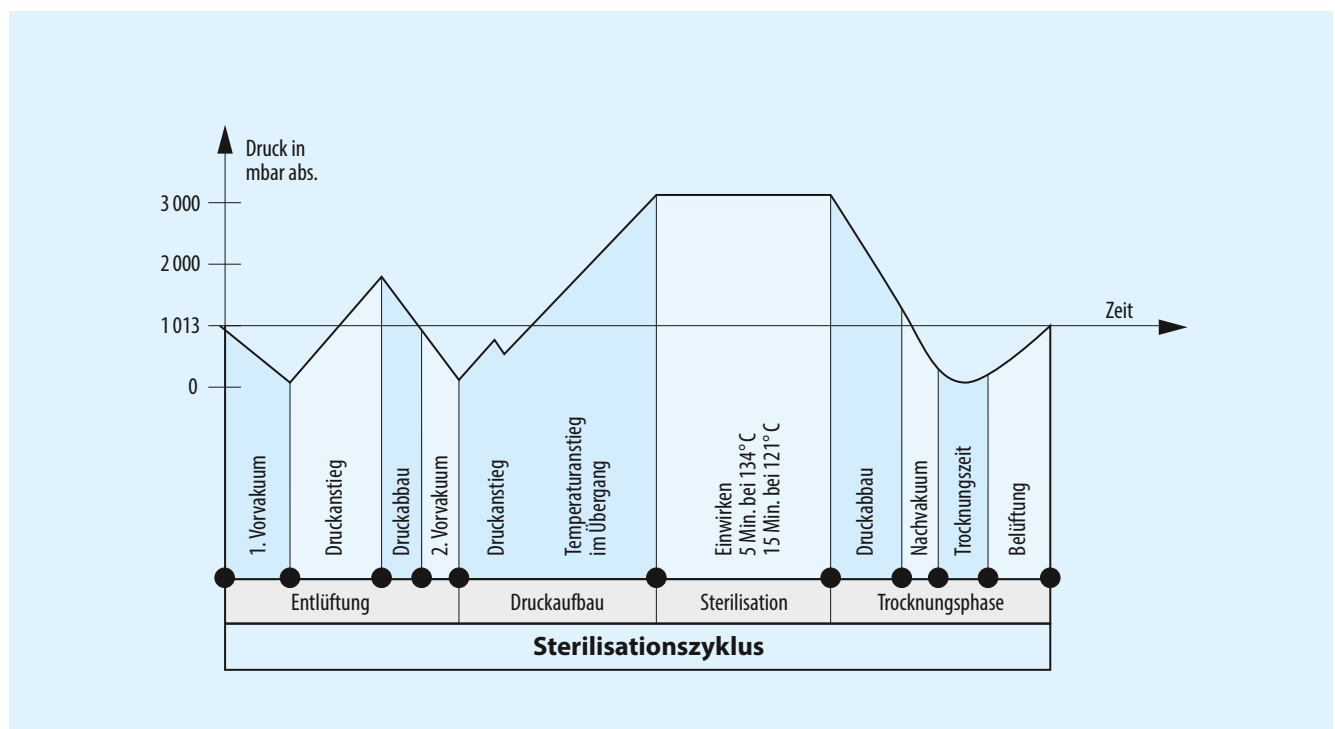 Druck in
mbar abs.
3 000
2 000
1 013
0
Zeit
1. Vorvakuum
Druckanstieg
Druckabbau
2. Vorvakuum
Druckanstieg
Temperaturanstieg
im Übergang
Einwirken
5 Min. bei 134° C
15 Min. bei 121° C
Druckabbau
Nachvakuum
Trocknungszeit
Belüftung
Entlüftung
Druckaufbau
Sterilisation
Trocknungsphase
Sterilisationszyklus